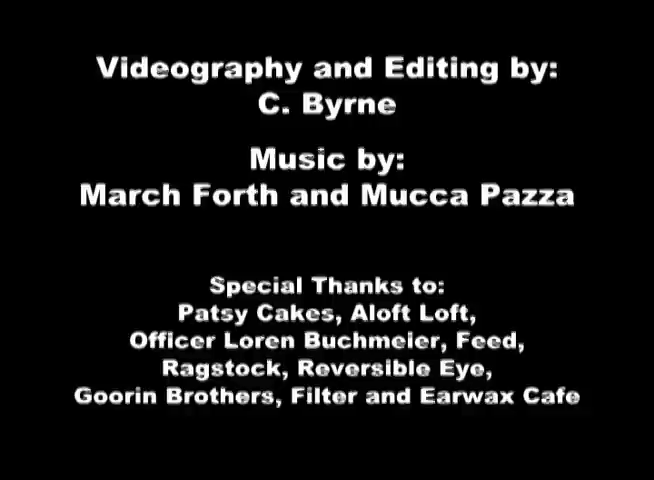 Videography and Editing by:
C. Byrne
Music by:
March Forth and Mucca Pazza
Special Thanks to:
Patsy Cakes, Aloft Loft,
Officer Loren Buchmeier, Feed,
Ragstock, Reversible Eye,
Goorin Brothers, Filter and Earwax Cafe